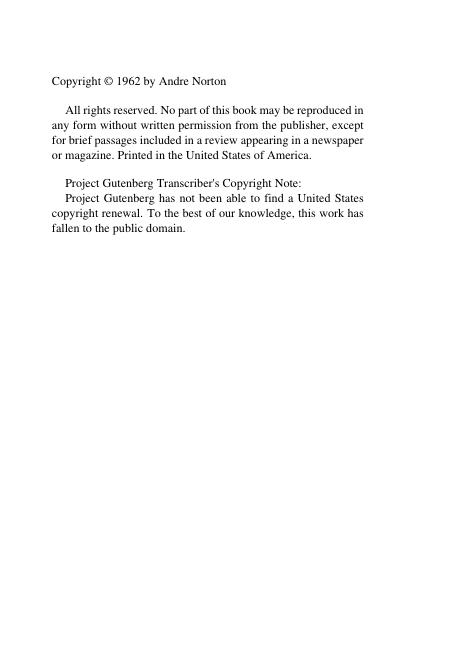 Copyright © 1962 by Andre Norton
All rights reserved. No part of this book may be reproduced in
any form without written permission from the publisher, except
for brief passages included in a review appearing in a newspaper
or magazine. Printed in the United States of America.
Project Gutenberg Transcriber's Copyright Note:
Project Gutenberg has not been able to find a United States
copyright renewal. To the best of our knowledge, this work has
fallen to the public domain.